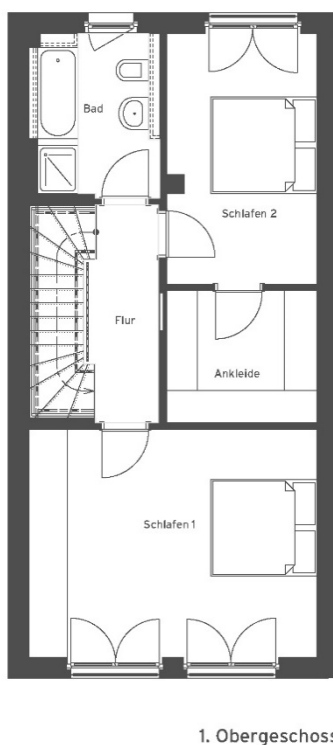 Bad
Schlafen 2
Flur
Ankleide
Schlafen 1
1. Obergeschoss